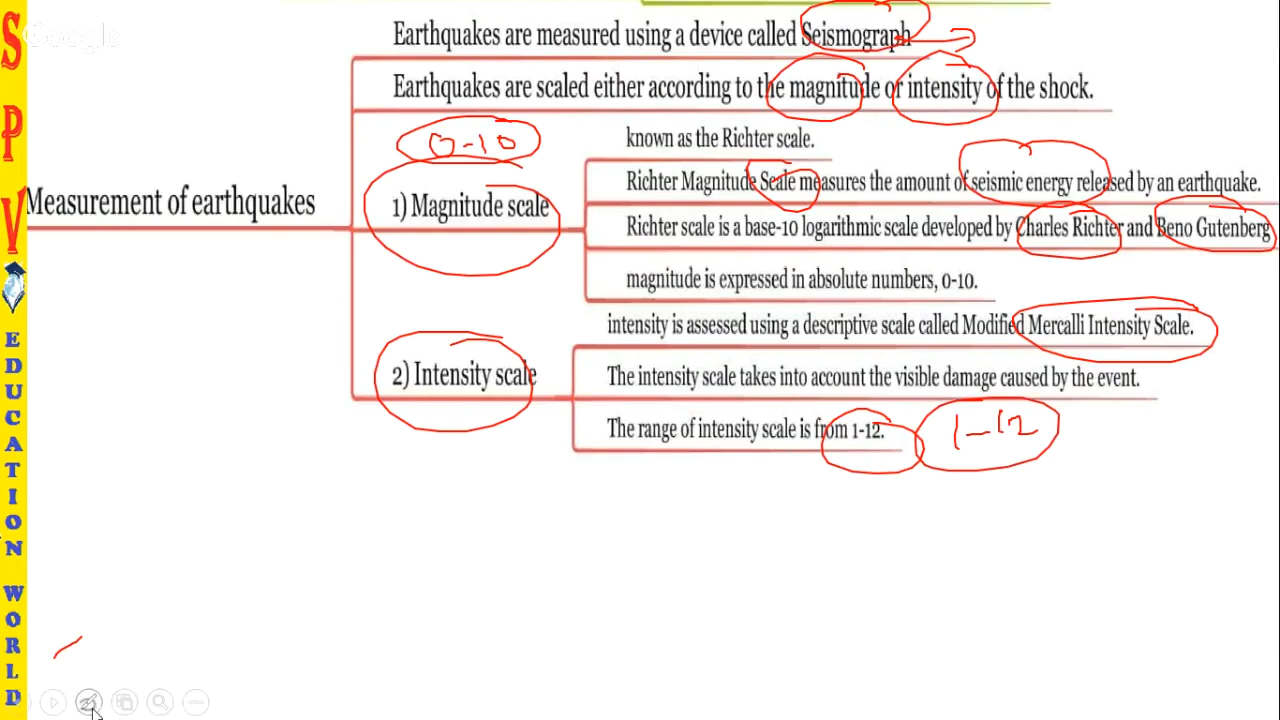 Google
SPV EDUCATION WORLD
Earthquakes are measured using a device called Seismograph
Earthquakes are scaled either according to the magnitude or intensity of the shock.
0-10
known as the Richter scale.
Richter Magnitude Scale measures the amount of seismic energy released by an earthquake.
Measurement of earthquakes
1) Magnitude scale
Richter scale is a base-10 logarithmic scale developed by Charles Richter and Beno Gutenberg
magnitude is expressed in absolute numbers, 0-10.
intensity is assessed using a descriptive scale called Modified Mercalli Intensity Scale.
2) Intensity scale
The intensity scale takes into account the visible damage caused by the event.
The range of intensity scale is from 1-12.
1-12